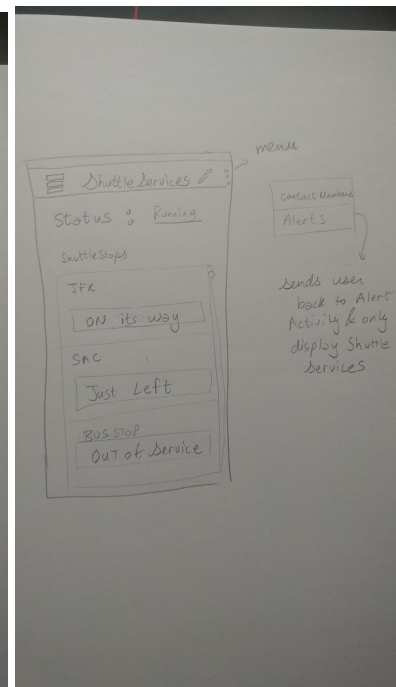 menu
Shuttle Services
Status : Running
Shuttle Stops
JFR
ON its way
SAC
Just Left
BUS STOP
OUT OF Service
Contact Numbers
Alerts
sends user
back to Alert
Activity & only
display Shuttle
Services